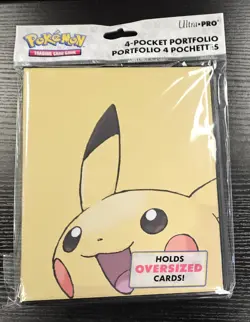 Pokémon
TRADING CARD GAME
Ultra•PRO
4-POCKET PORTFOLIO
PORTFOLIO 4 POCHETTES
HOLDS
OVERSIZED
CARDS!